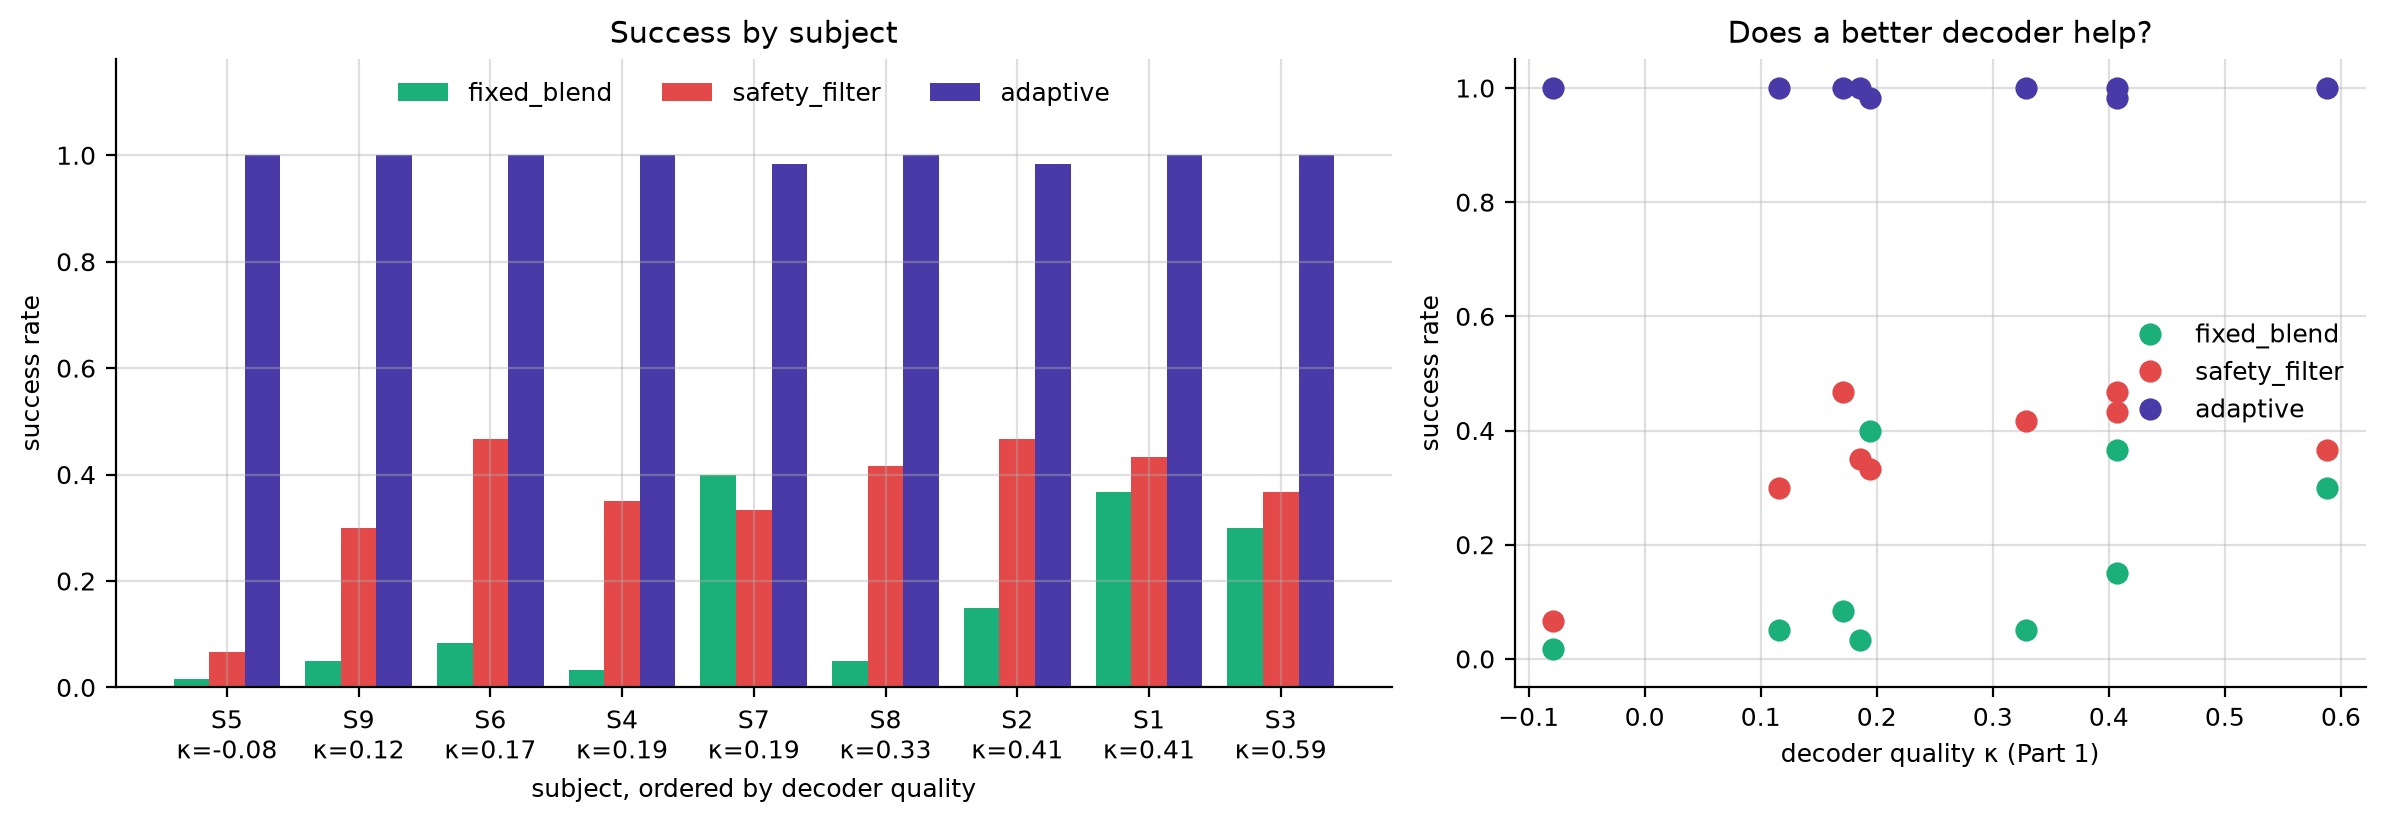 Success by subject
fixed_blend safety_filter adaptive
success rate
1.0
0.8
0.6
0.4
0.2
0.0
S5 S9 S6 S4 S7 S8 S2 S1 S3
κ=-0.08 κ=0.12 κ=0.17 κ=0.19 κ=0.19 κ=0.33 κ=0.41 κ=0.41 κ=0.59
subject, ordered by decoder quality
Does a better decoder help?
success rate
1.0
0.8
0.6
0.4
0.2
0.0
fixed_blend
safety_filter
adaptive
−0.1 0.0 0.1 0.2 0.3 0.4 0.5 0.6
decoder quality κ (Part 1)